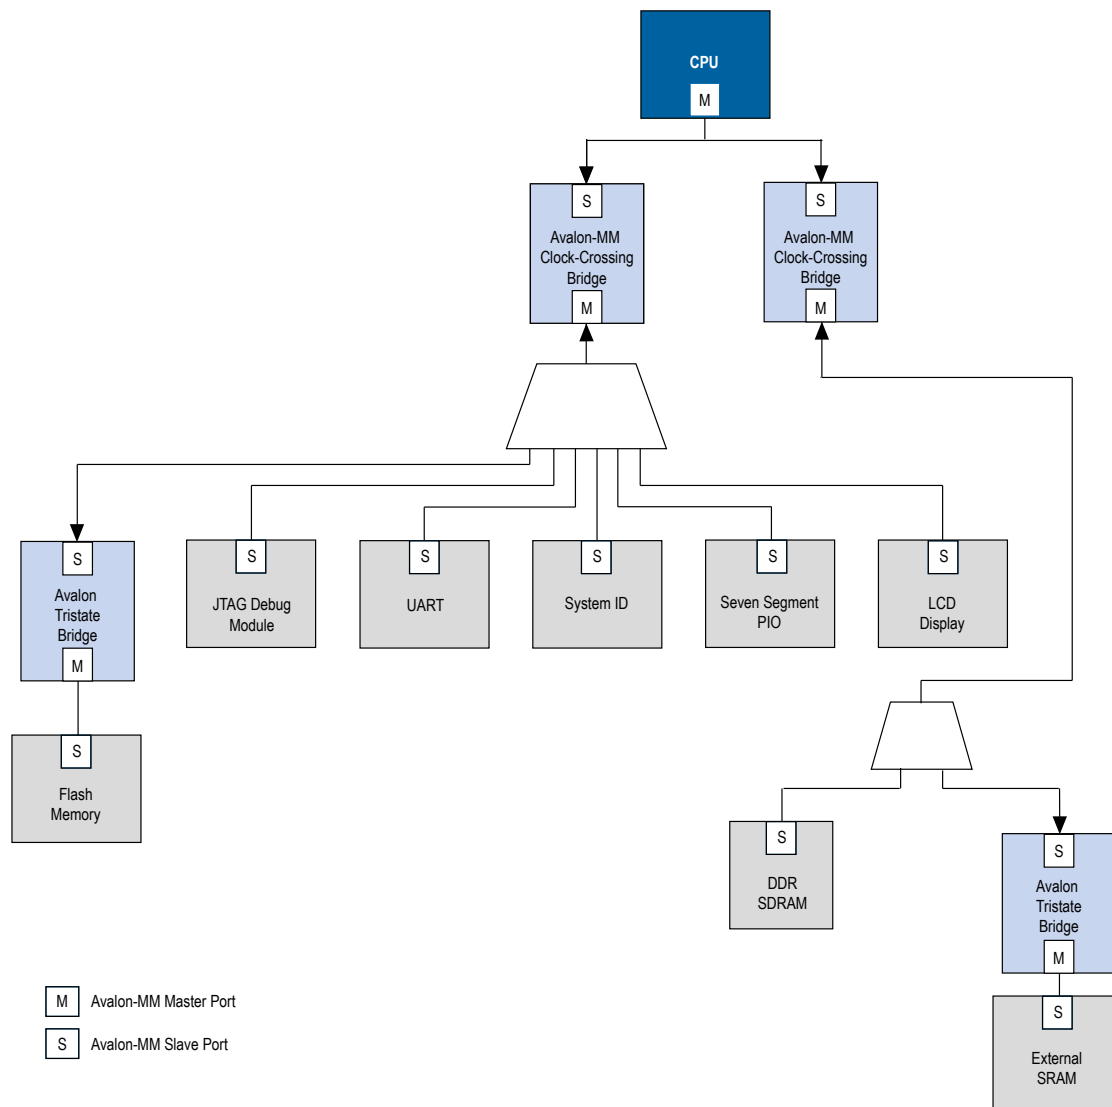 CPU
M
S
Avalon-MM
Clock-Crossing
Bridge
M
S
Avalon-MM
Clock-Crossing
Bridge
M
S
Avalon
Tristate
Bridge
M
S
JTAG Debug
Module
S
UART
S
System ID
S
Seven Segment
PIO
S
LCD
Display
S
Flash
Memory
S
DDR
SDRAM
S
Avalon
Tristate
Bridge
M
S
External
SRAM
M Avalon-MM Master Port
S Avalon-MM Slave Port